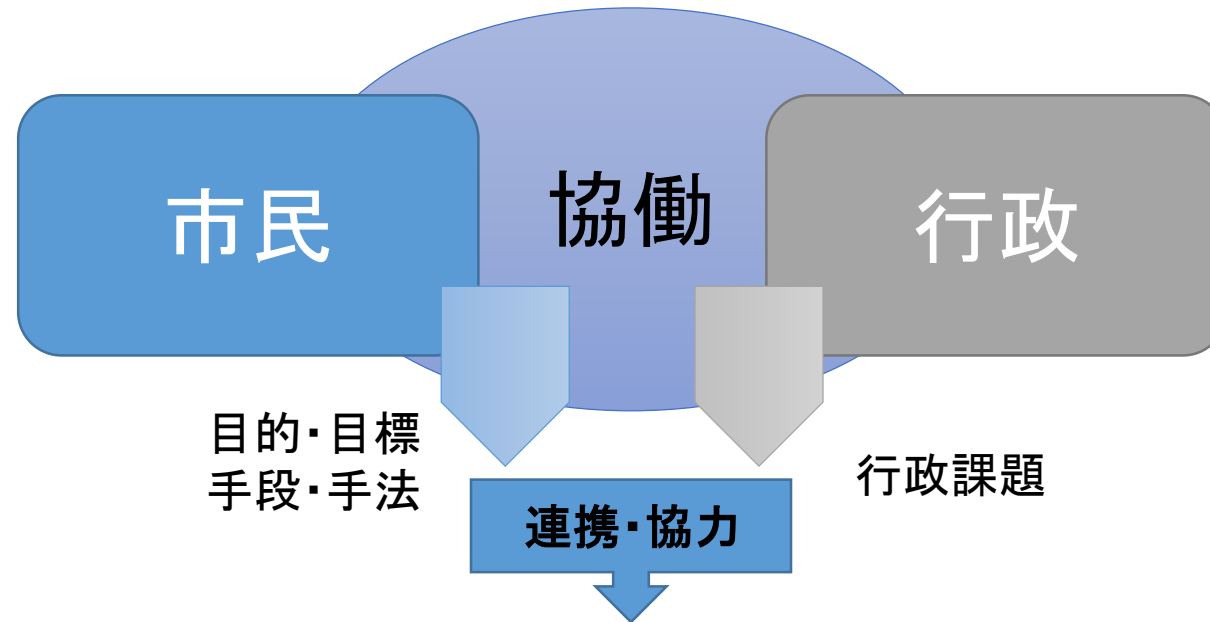 市民
協働
行政
目的・目標
手段・手法
行政課題
連携・協力